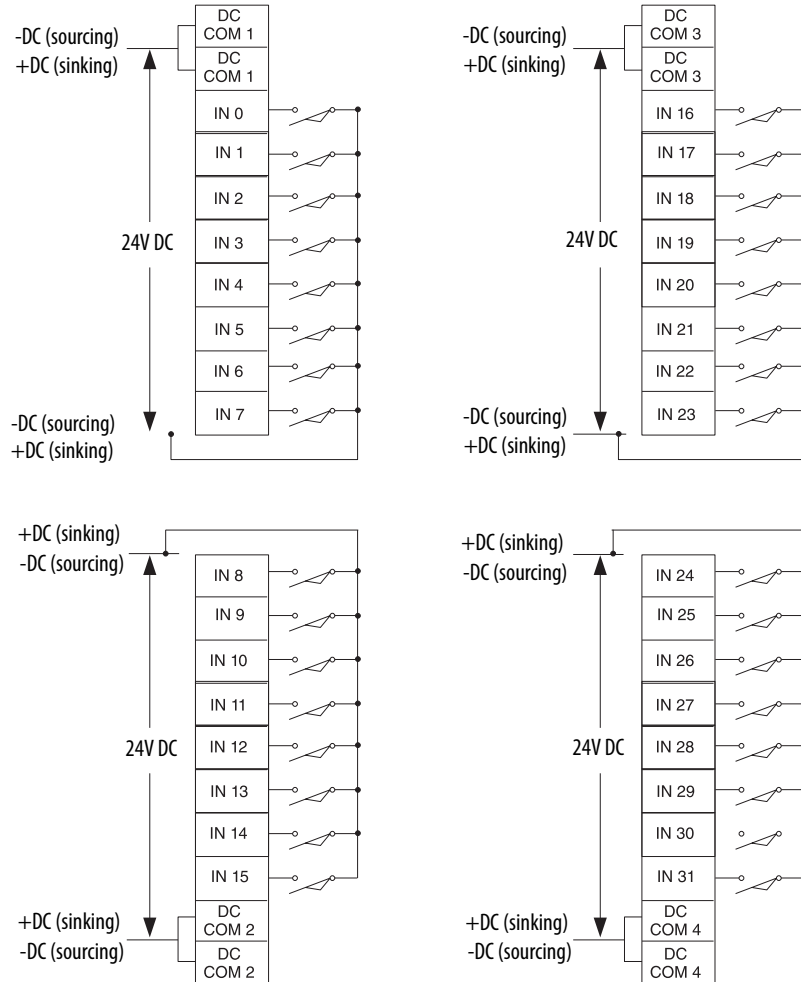 -DC (sourcing)
+DC (sinking)
DC
COM 1
DC
COM 1
IN 0
IN 1
IN 2
IN 3
IN 4
IN 5
IN 6
IN 7
24V DC
-DC (sourcing)
+DC (sinking)
-DC (sourcing)
+DC (sinking)
DC
COM 3
DC
COM 3
IN 16
IN 17
IN 18
IN 19
IN 20
IN 21
IN 22
IN 23
24V DC
-DC (sourcing)
+DC (sinking)
+DC (sinking)
-DC (sourcing)
IN 8
IN 9
IN 10
IN 11
IN 12
IN 13
IN 14
IN 15
24V DC
DC
COM 2
DC
COM 2
+DC (sinking)
-DC (sourcing)
+DC (sinking)
-DC (sourcing)
IN 24
IN 25
IN 26
IN 27
IN 28
IN 29
IN 30
IN 31
24V DC
DC
COM 4
DC
COM 4
+DC (sinking)
-DC (sourcing)